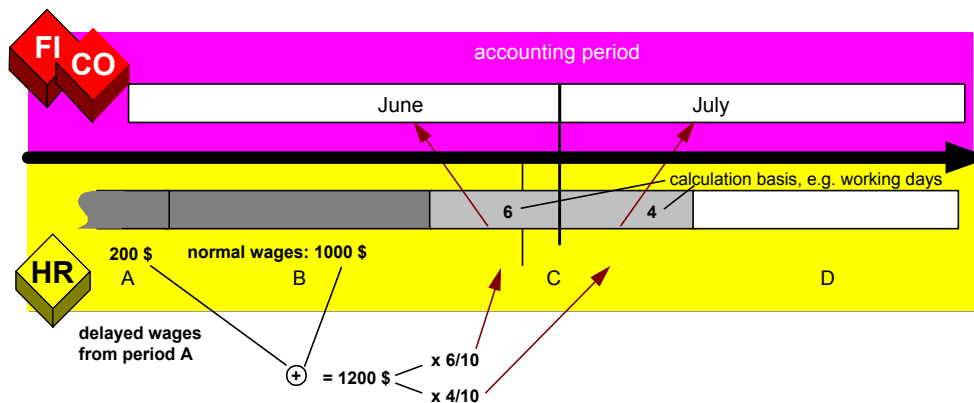 FI
CO
accounting period
June
July
calculation basis, e.g. working days
6
4
200 $
normal wages: 1000 $
HR
A
B
C
D
delayed wages
from period A
+
= 1200 $
x 6/10
x 4/10